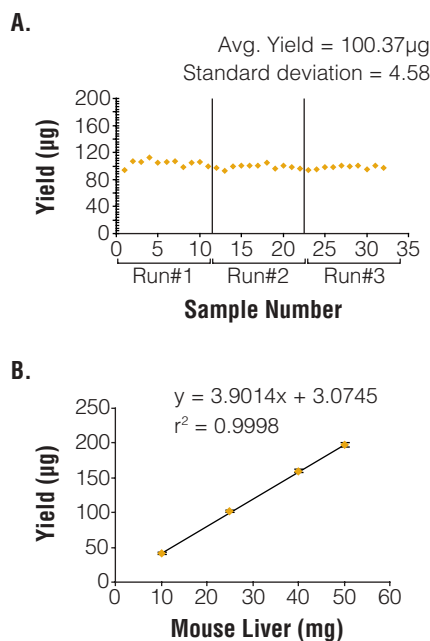 A.
Avg. Yield = 100.37µg
Standard deviation = 4.58
Yield (µg)
200
160
120
80
40
0
0 5 10 15 20 25 30 35
Run#1 Run#2 Run#3
Sample Number
B.
y = 3.9014x + 3.0745
r² = 0.9998
Yield (µg)
250
200
150
100
50
0
0 10 20 30 40 50 60
Mouse Liver (mg)